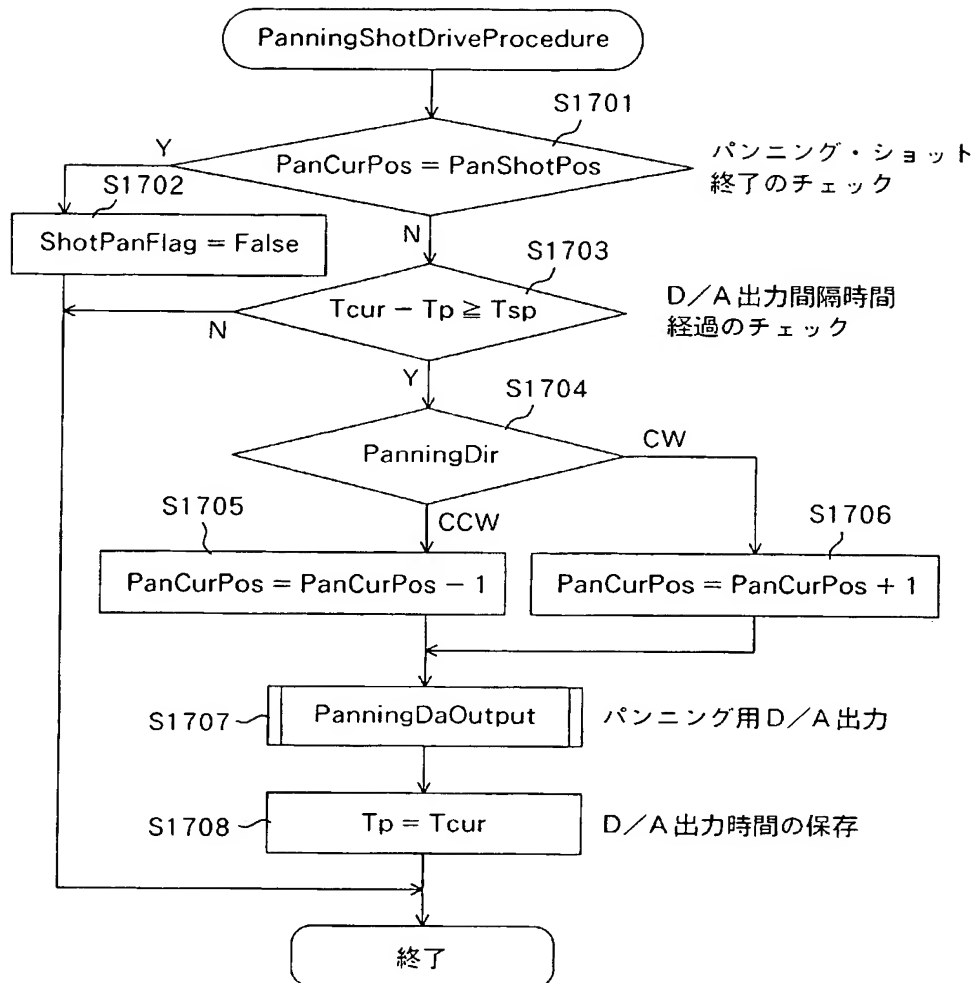 PanningShotDriveProcedure
S1701
Y
PanCurPos = PanShotPos
パンニング・ショット
終了のチェック
S1702
ShotPanFlag = False
N
S1703
Tcur − Tp ≧ Tsp
D／A出力間隔時間
経過のチェック
N
Y
S1704
PanningDir
CW
S1705
CCW
S1706
PanCurPos = PanCurPos − 1
PanCurPos = PanCurPos + 1
S1707
PanningDaOutput
パンニング用D／A出力
S1708
Tp = Tcur
D／A出力時間の保存
終了